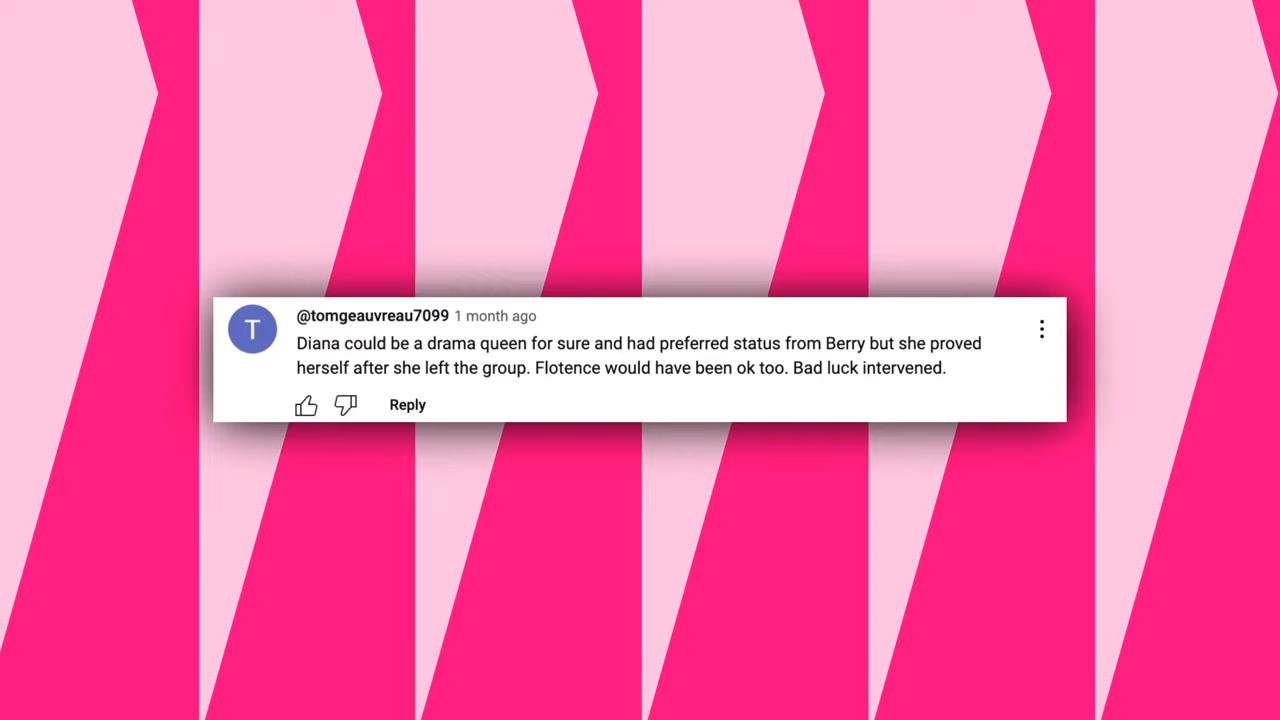 T
@tomgeauvreau7099 1 month ago
Diana could be a drama queen for sure and had preferred status from Berry but she proved
herself after she left the group. Flotence would have been ok too. Bad luck intervened.
Reply